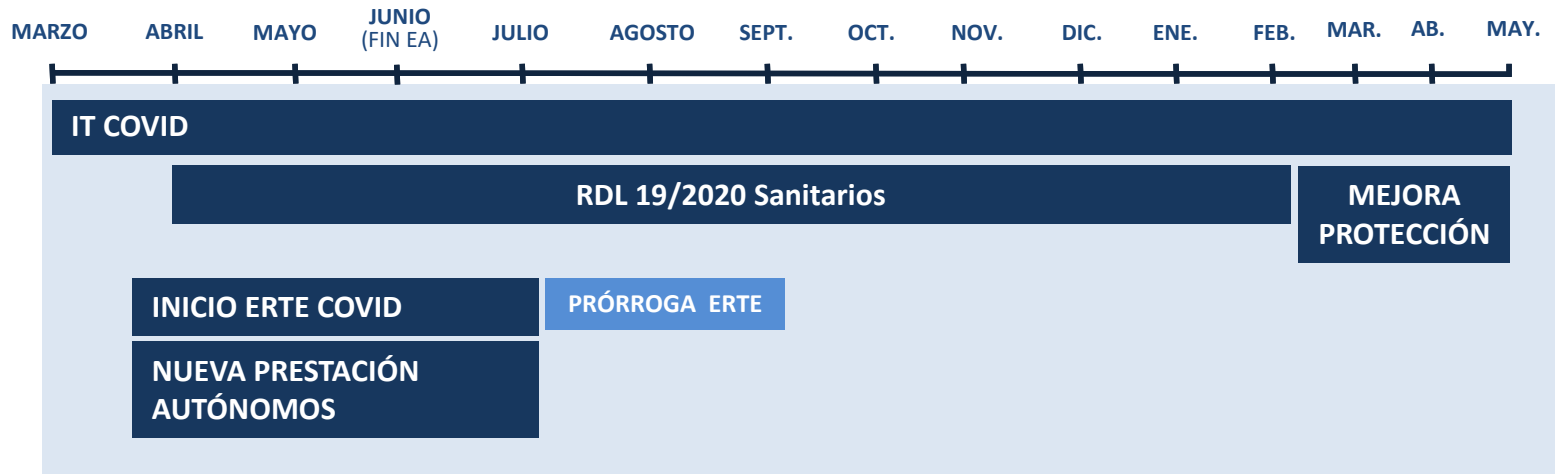 MARZO ABRIL MAYO JUNIO JULIO AGOSTO SEPT. OCT. NOV. DIC. ENE. FEB. MAR. AB. MAY.
(FIN EA)
IT COVID
RDL 19/2020 Sanitarios
MEJORA
PROTECCIÓN
INICIO ERTE COVID
PRÓRROGA ERTE
NUEVA PRESTACIÓN
AUTÓNOMOS